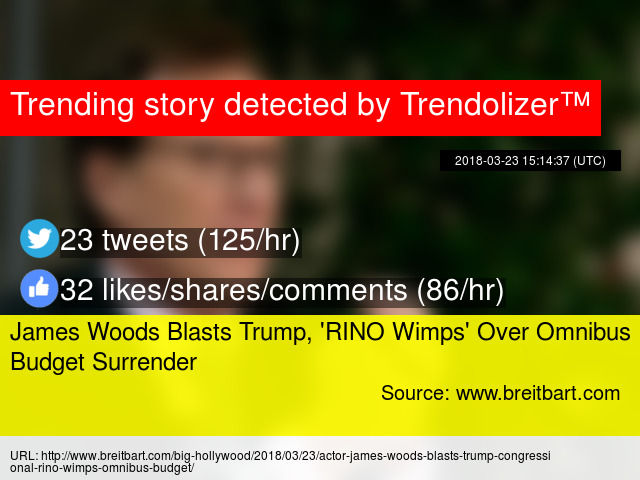 Trending story detected by Trendolizer™
2018-03-23 15:14:37 (UTC)
23 tweets (125/hr)
32 likes/shares/comments (86/hr)
James Woods Blasts Trump, 'RINO Wimps' Over Omnibus
Budget Surrender
Source: www.breitbart.com
URL: http://www.breitbart.com/big-hollywood/2018/03/23/actor-james-woods-blasts-trump-congressi
onal-rino-wimps-omnibus-budget/